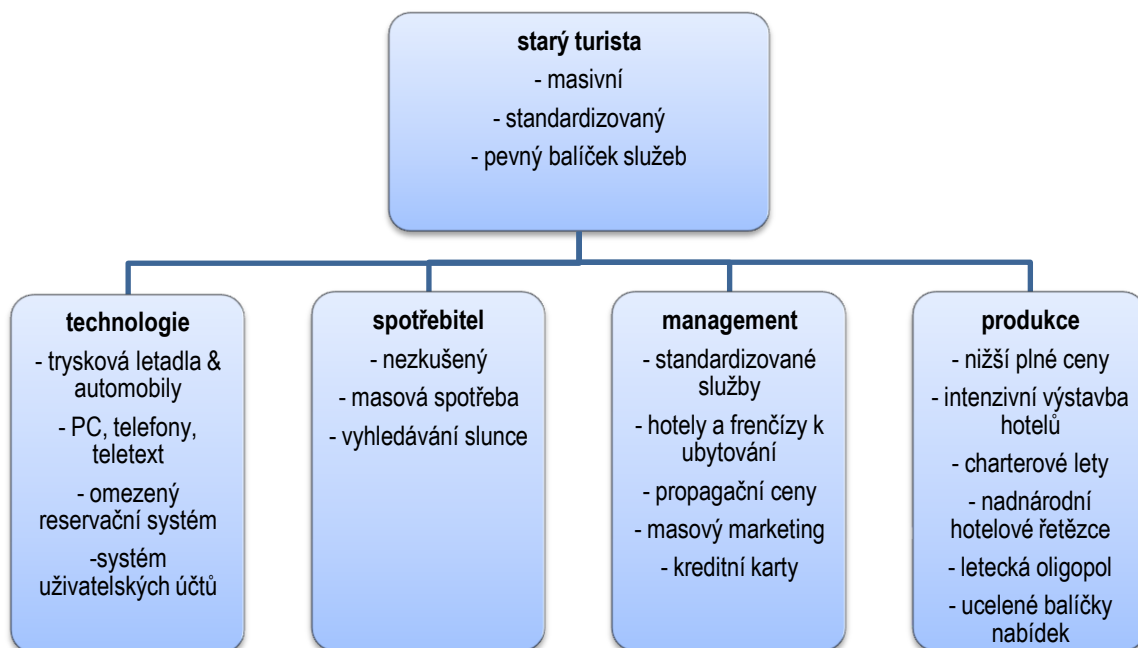 starý turista
- masivní
- standardizovaný
- pevný balíček služeb
technologie
- trysková letadla &
automobily
- PC, telefony,
teletext
- omezený
reservační systém
-systém
uživatelských účtů
spotřebitel
- nezkušený
- masová spotřeba
- vyhledávání slunce
management
- standardizované
služby
- hotely a frenčízy k
ubytování
- propagační ceny
- masový marketing
- kreditní karty
produkce
- nižší plné ceny
- intenzivní výstavba
hotelů
- charterové lety
- nadnárodní
hotelové řetězce
- letecká oligopol
- ucelené balíčky
nabídek